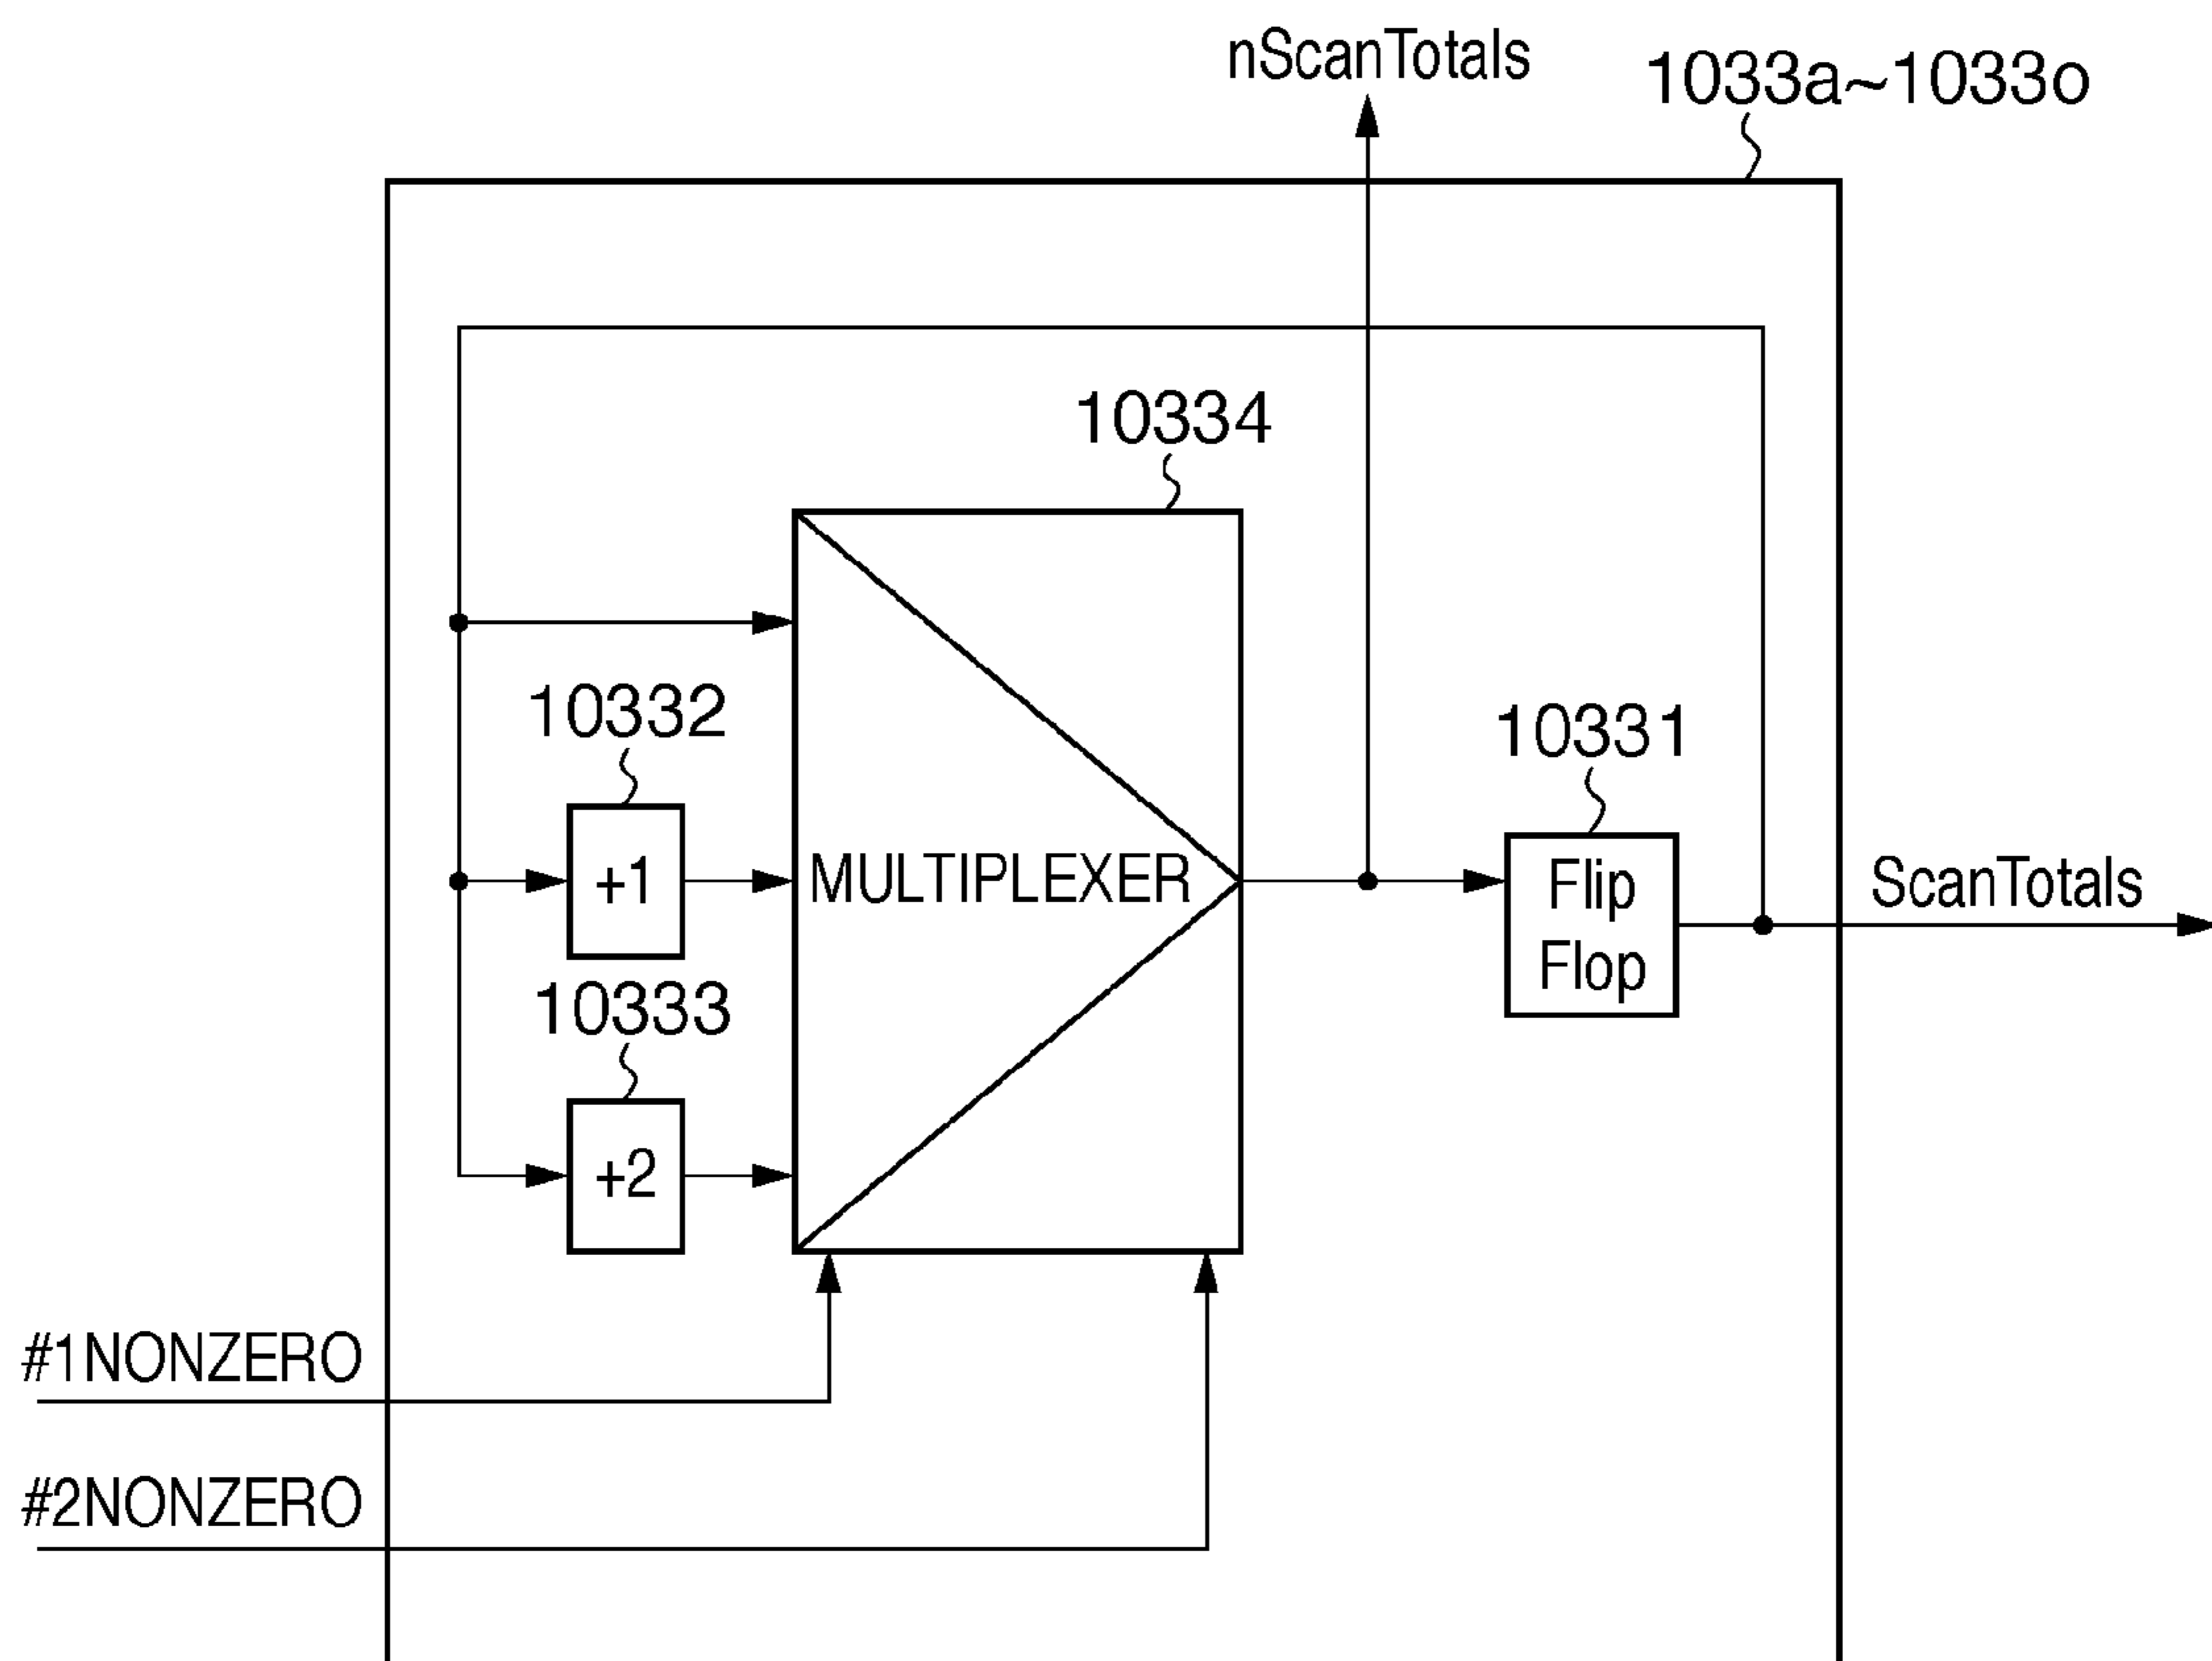 nScanTotals
1033a~1033o
10334
10332
10331
+1
MULTIPLEXER
Flip
Flop
ScanTotals
10333
+2
#1NONZERO
#2NONZERO